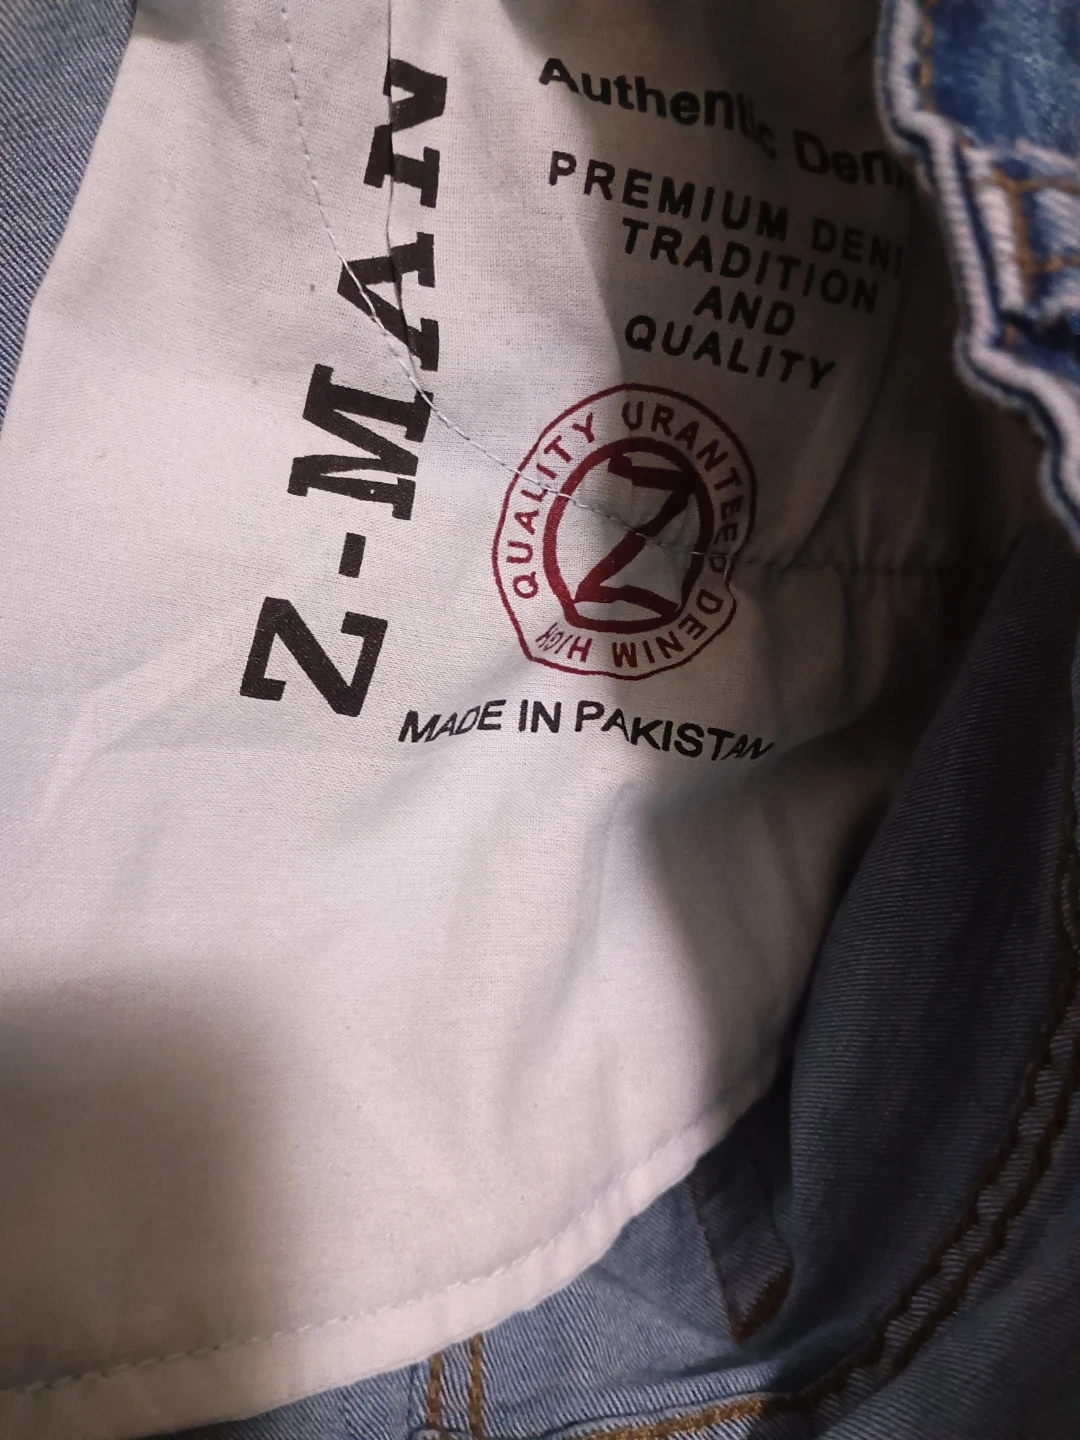 Authentic Deni
PREMIUM DENI
TRADITION
AND
QUALITY
Z-MAN
QUALITY URANTEED DENIM HIGH
Z
MADE IN PAKISTAN